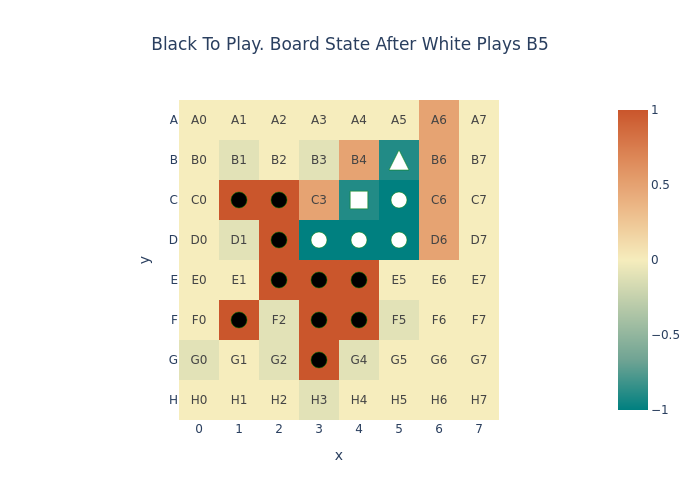 Black To Play. Board State After White Plays B5
A A0 A1 A2 A3 A4 A5 A6 A7
B B0 B1 B2 B3 B4 B6 B7
C C0 C3 C6 C7
D D0 D1 D6 D7
E E0 E1 E5 E6 E7
F F0 F2 F5 F6 F7
G G0 G1 G2 G4 G5 G6 G7
H H0 H1 H2 H3 H4 H5 H6 H7
0 1 2 3 4 5 6 7
x
y
1
0.5
0
−0.5
−1